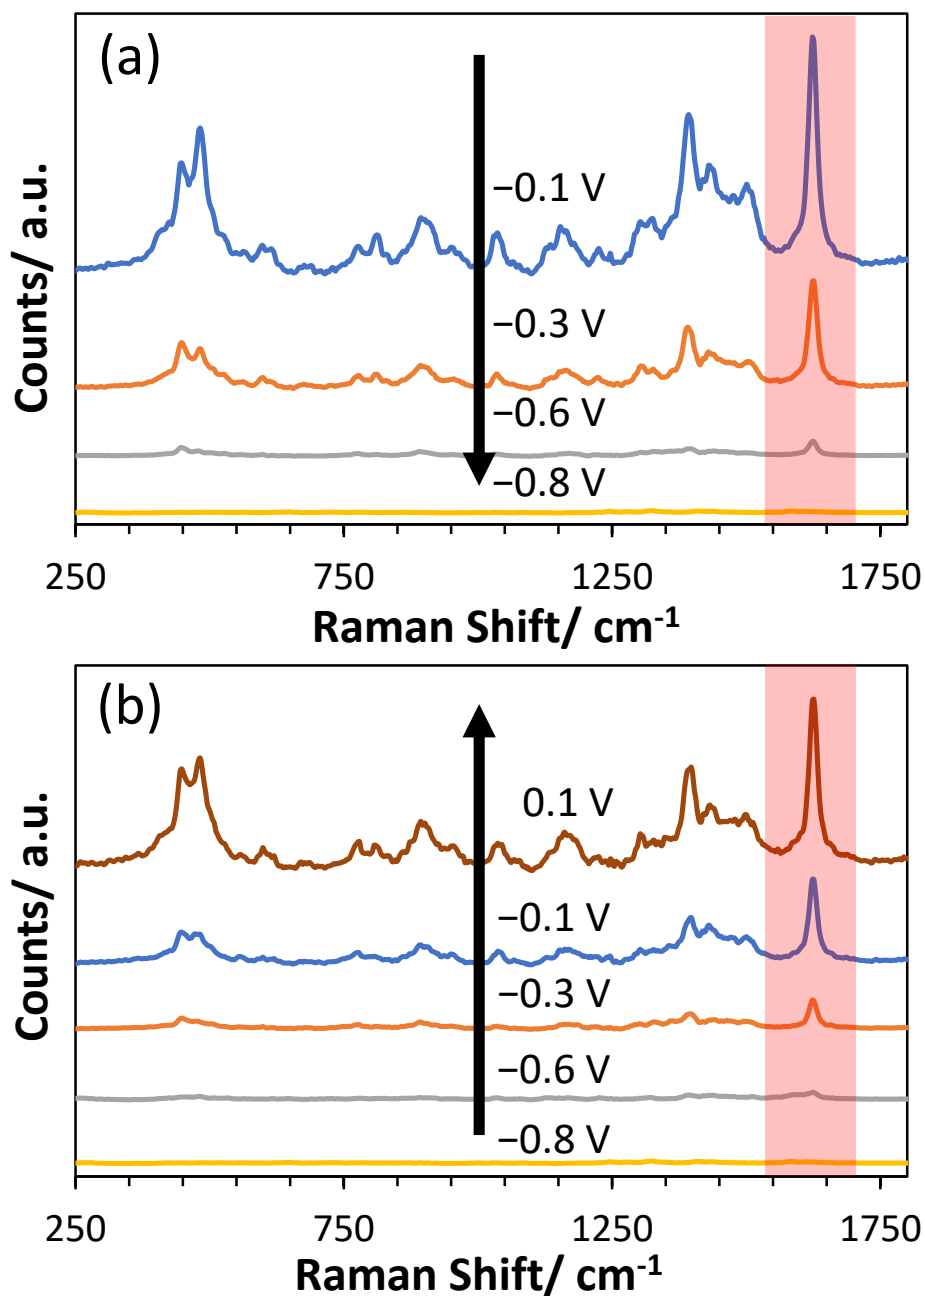 (a)
Counts/ a.u.
−0.1 V
−0.3 V
−0.6 V
−0.8 V
250 750 1250 1750
Raman Shift/ cm⁻¹
(b)
Counts/ a.u.
0.1 V
−0.1 V
−0.3 V
−0.6 V
−0.8 V
250 750 1250 1750
Raman Shift/ cm⁻¹